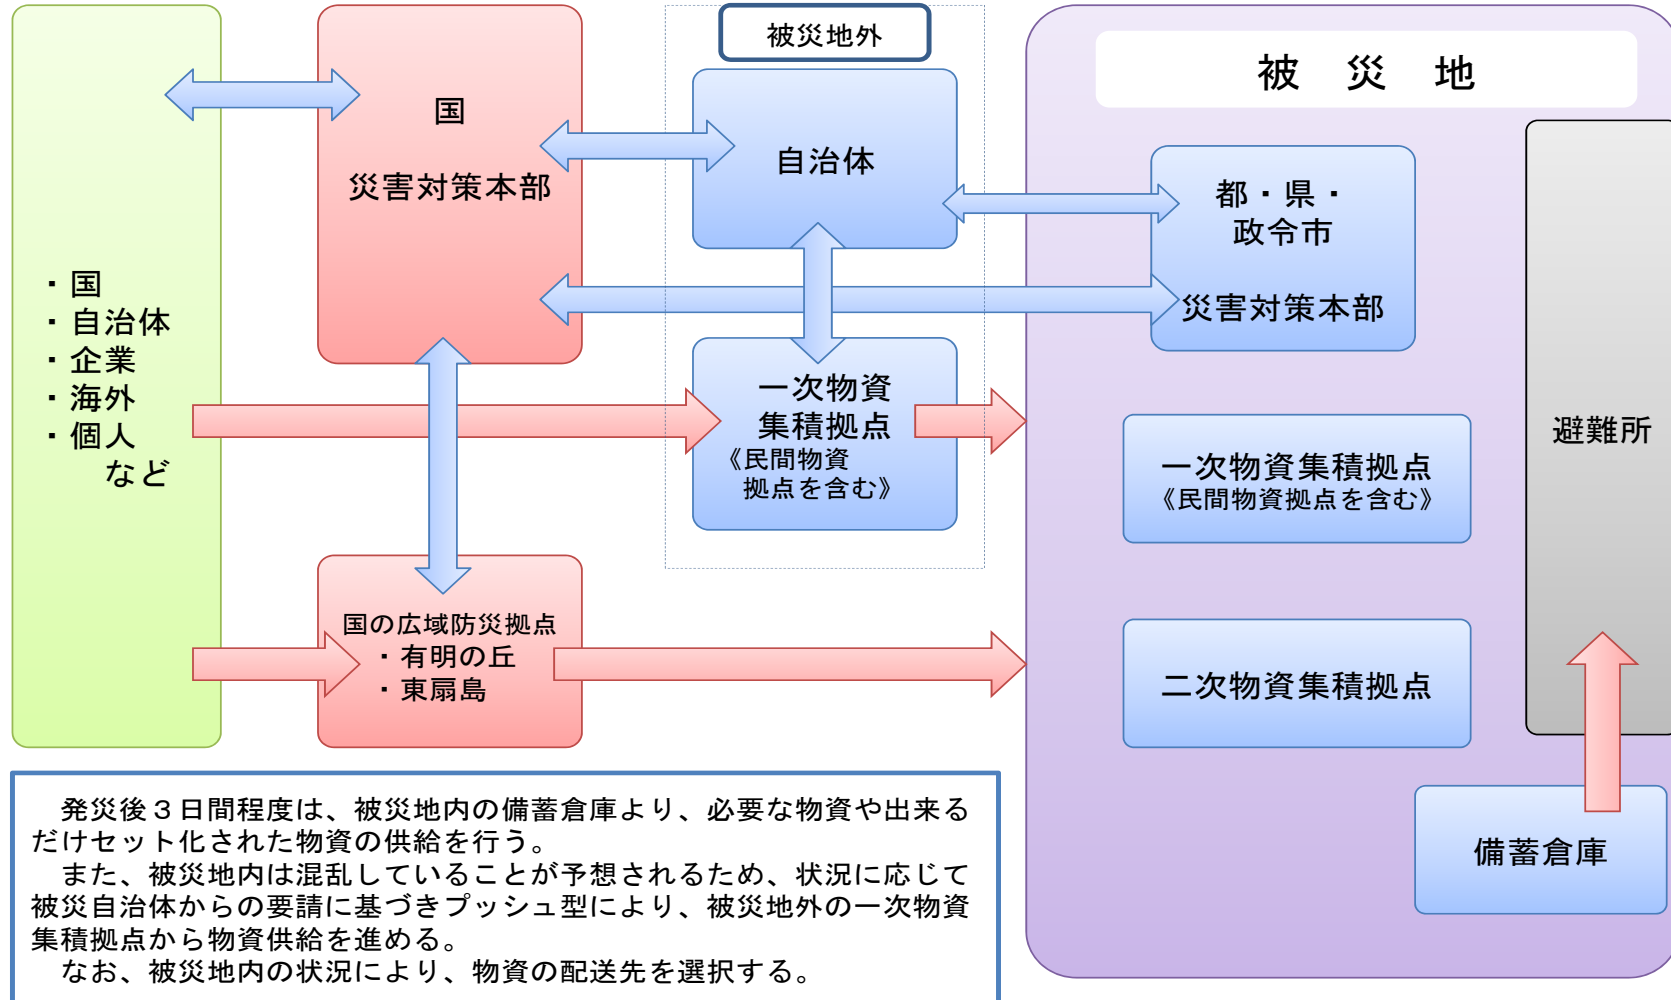 ・国
・自治体
・企業
・海外
・個人
など
国
災害対策本部
国の広域防災拠点
・有明の丘
・東扇島
被災地外
自治体
一次物資
集積拠点
《民間物資
拠点を含む》
被　災　地
都・県・
政令市
災害対策本部
一次物資集積拠点
《民間物資拠点を含む》
二次物資集積拠点
避難所
備蓄倉庫
　発災後３日間程度は、被災地内の備蓄倉庫より、必要な物資や出来る
だけセット化された物資の供給を行う。
　また、被災地内は混乱していることが予想されるため、状況に応じて
被災自治体からの要請に基づきプッシュ型により、被災地外の一次物資
集積拠点から物資供給を進める。
　なお、被災地内の状況により、物資の配送先を選択する。